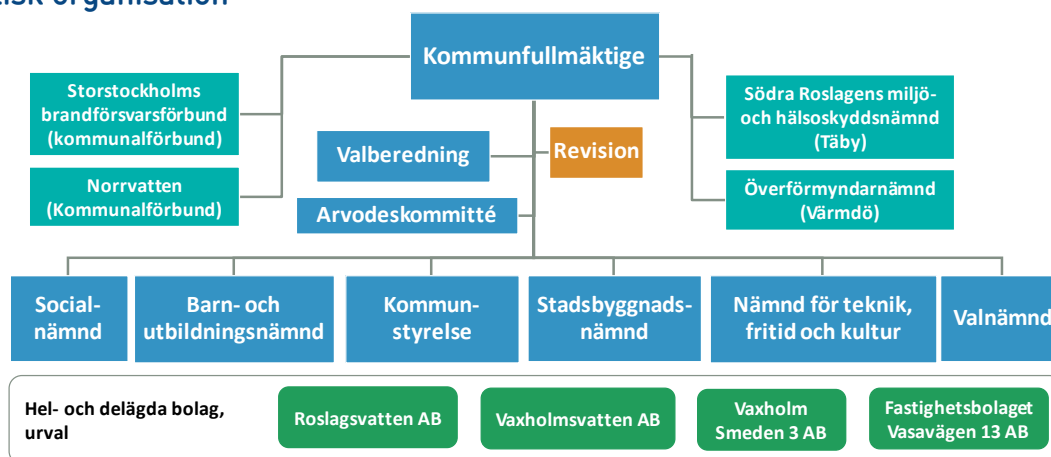 organisation
Kommunfullmäktige
Storstockholms
brandförsvarsförbund
(kommunalförbund)
Norrvatten
(Kommunalförbund)
Valberedning
Revision
Arvodeskommitté
Södra Roslagens miljö-
och hälsoskyddsnämnd
(Täby)
Överförmyndarnämnd
(Värmdö)
Social-
nämnd
Barn- och
utbildningsnämnd
Kommun-
styrelse
Stadsbyggnads-
nämnd
Nämnd för teknik,
fritid och kultur
Valnämnd
Hel- och delägda bolag,
urval
Roslagsvatten AB
Vaxholmsvatten AB
Vaxholm
Smeden 3 AB
Fastighetsbolaget
Vasavägen 13 AB